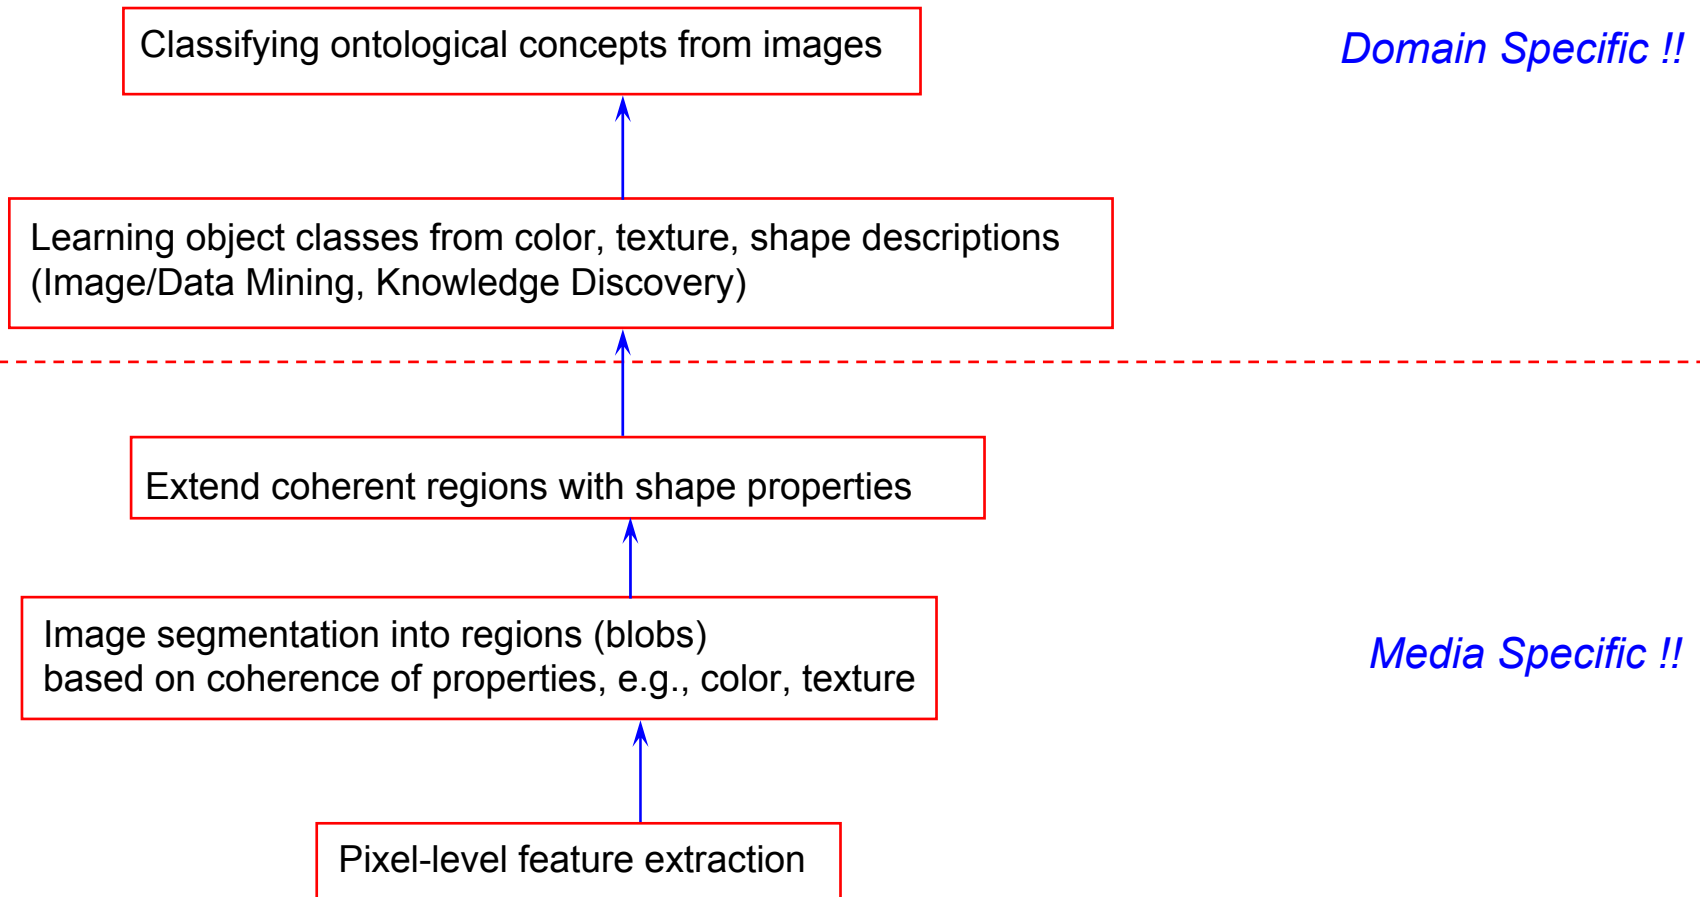 Classifying ontological concepts from images
Domain Specific !!
Learning object classes from color, texture, shape descriptions
(Image/Data Mining, Knowledge Discovery)
Extend coherent regions with shape properties
Image segmentation into regions (blobs)
based on coherence of properties, e.g., color, texture
Media Specific !!
Pixel-level feature extraction